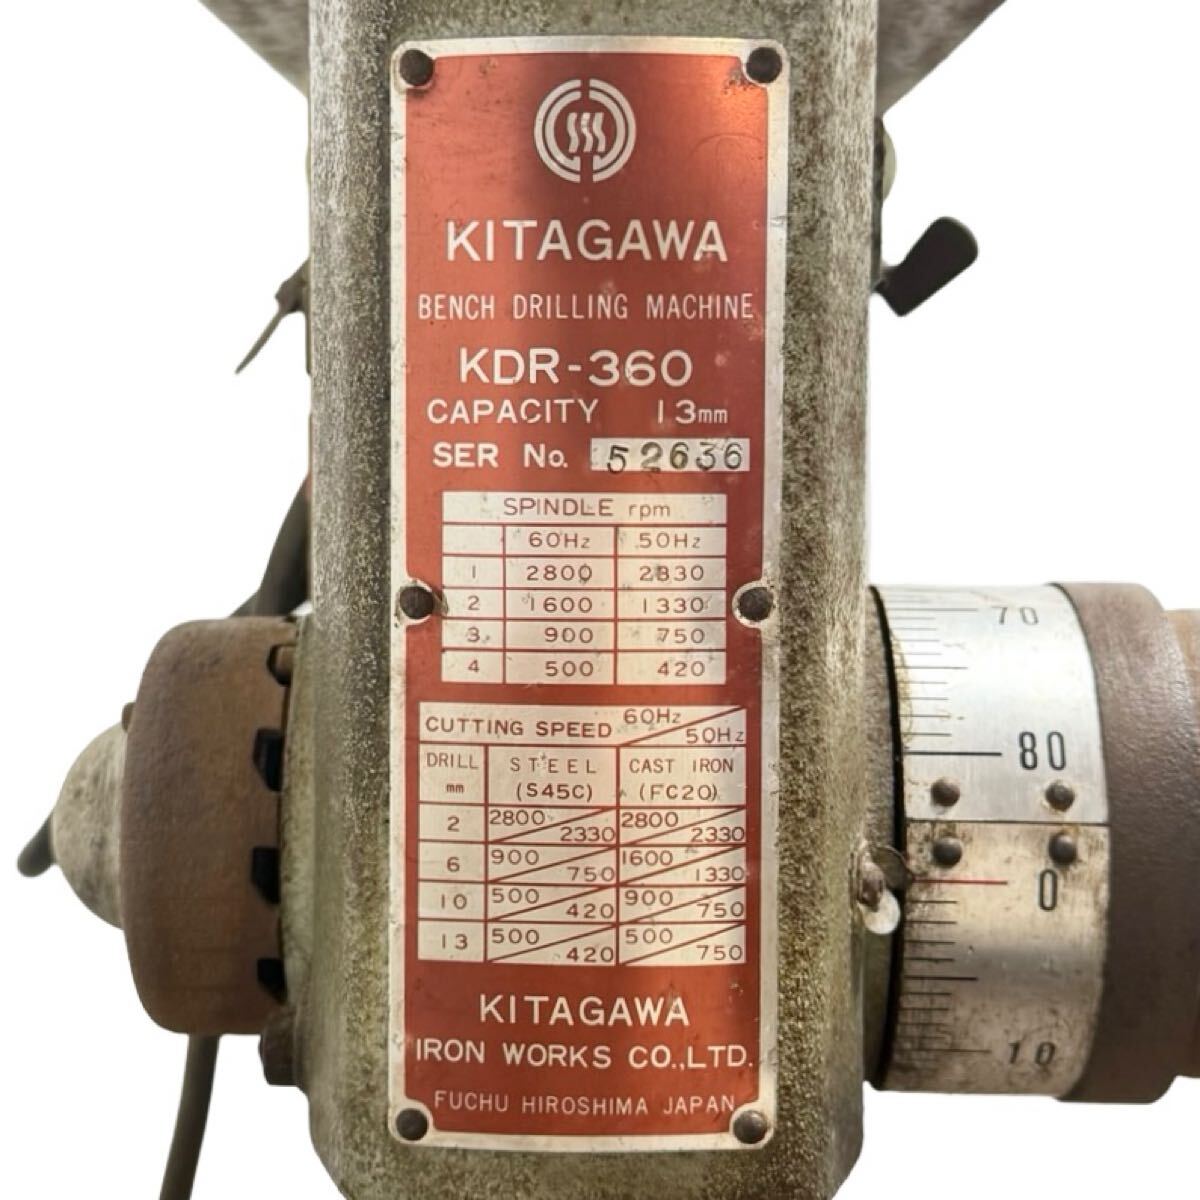 KITAGAWA
BENCH DRILLING MACHINE
KDR-360
CAPACITY 13mm
SER No. 52636
SPINDLE rpm
60Hz 50Hz
1 2800 2830
2 1600 1330
3 900 750
4 500 420
CUTTING SPEED 60Hz 50Hz
DRILL mm STEEL (S45C) CAST IRON (FC20)
2 2800 2330 2800 2330
6 900 750 1600 1330
10 500 420 900 750
13 500 420 500 750
KITAGAWA
IRON WORKS CO.,LTD.
FUCHU HIROSHIMA JAPAN
70
80
0
10